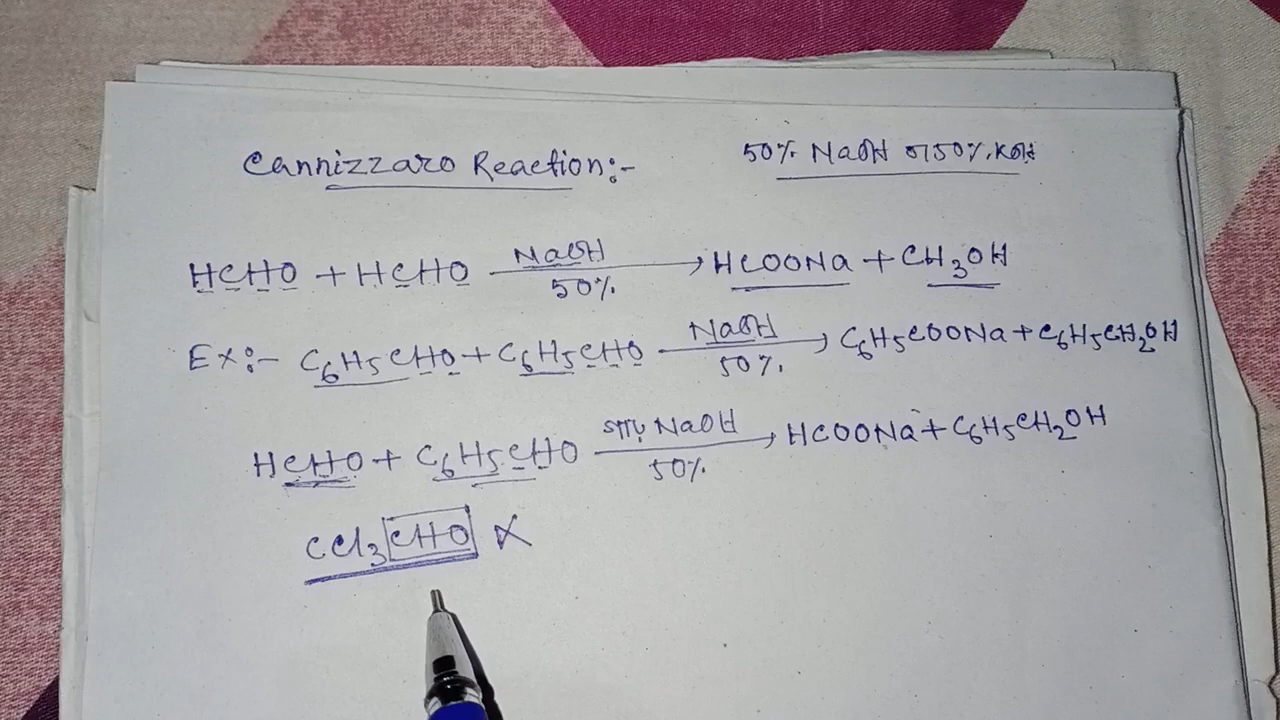 Cannizzaro Reaction:-
50% NaOH या 50% KOH
HCHO + HCHO NaOH 50% → HCOONa + CH3OH
Ex:- C6H5CHO + C6H5CHO NaOH 50% → C6H5COONa + C6H5CH2OH
HCHO + C6H5CHO NaOH 50% → HCOONa + C6H5CH2OH
CCl3CHO